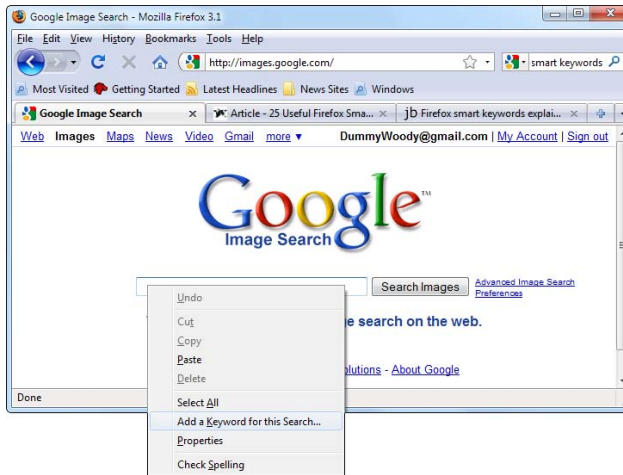 Google Image Search - Mozilla Firefox 3.1
File Edit View History Bookmarks Tools Help
http://images.google.com/ smart keywords
Most Visited Getting Started Latest Headlines News Sites Windows
Google Image Search Article - 25 Useful Firefox Sma... jb Firefox smart keywords explai...
Web Images Maps News Video Gmail more ▼ DummyWoody@gmail.com | My Account | Sign out
Google™
Image Search
Search Images Advanced Image Search
Preferences
Undo
Cut
e search on the web.
Copy
Paste
olutions - About Google
Delete
Done
Select All
Add a Keyword for this Search...
Properties
Check Spelling